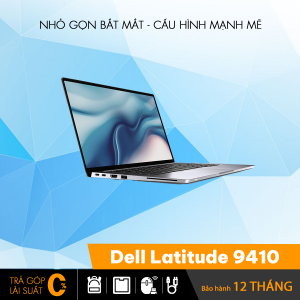 NHỎ GỌN BẮT MẮT - CẤU HÌNH MẠNH MẼ
Dell Latitude 9410
TRẢ GÓP
LÃI SUẤT
0%
Bảo hành 12 THÁNG